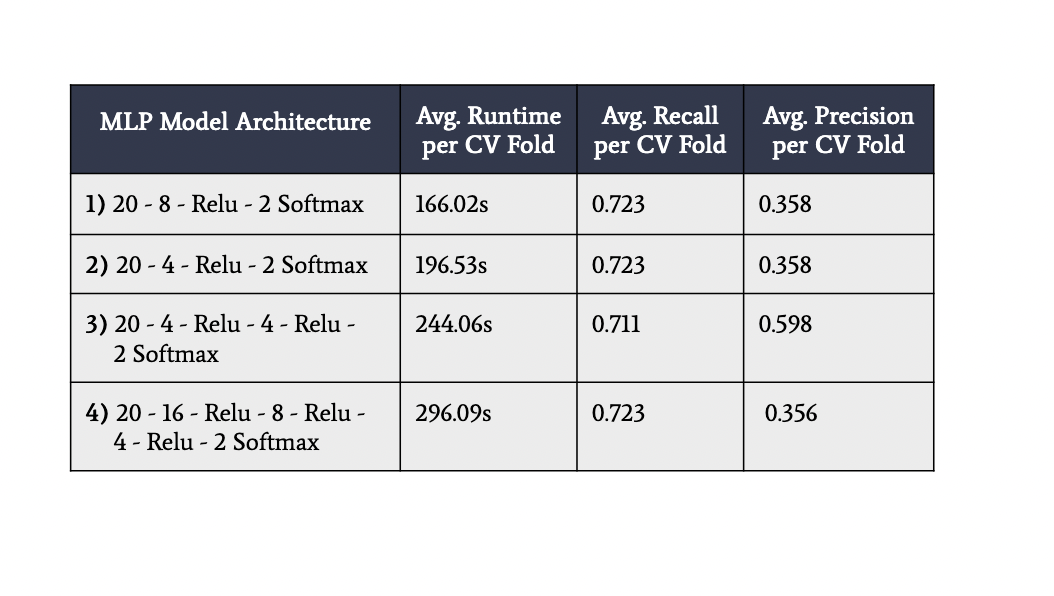 MLP Model Architecture
Avg. Runtime
per CV Fold
Avg. Recall
per CV Fold
Avg. Precision
per CV Fold
1) 20 - 8 - Relu - 2 Softmax
166.02s
0.723
0.358
2) 20 - 4 - Relu - 2 Softmax
196.53s
0.723
0.358
3) 20 - 4 - Relu - 4 - Relu -
2 Softmax
244.06s
0.711
0.598
4) 20 - 16 - Relu - 8 - Relu -
4 - Relu - 2 Softmax
296.09s
0.723
0.356